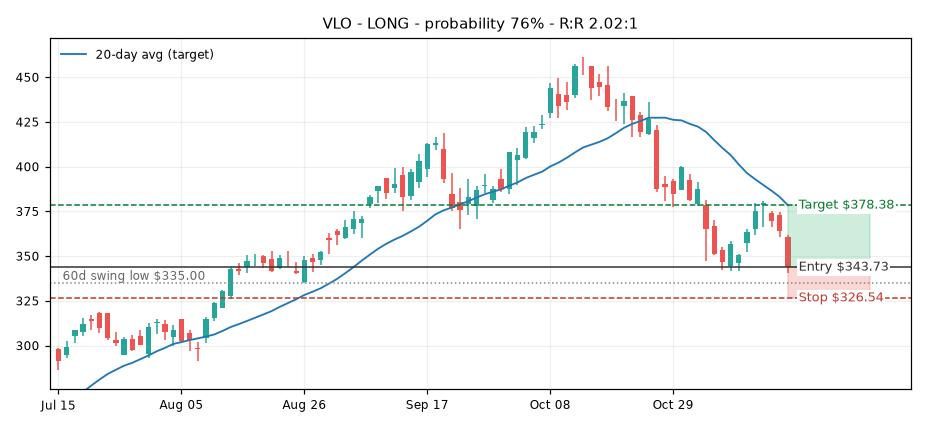 VLO - LONG - probability 76% - R:R 2.02:1
20-day avg (target)
450
425
400
375
350
325
300
Target $378.38
Entry $343.73
60d swing low $335.00
Stop $326.54
Jul 15
Aug 05
Aug 26
Sep 17
Oct 08
Oct 29